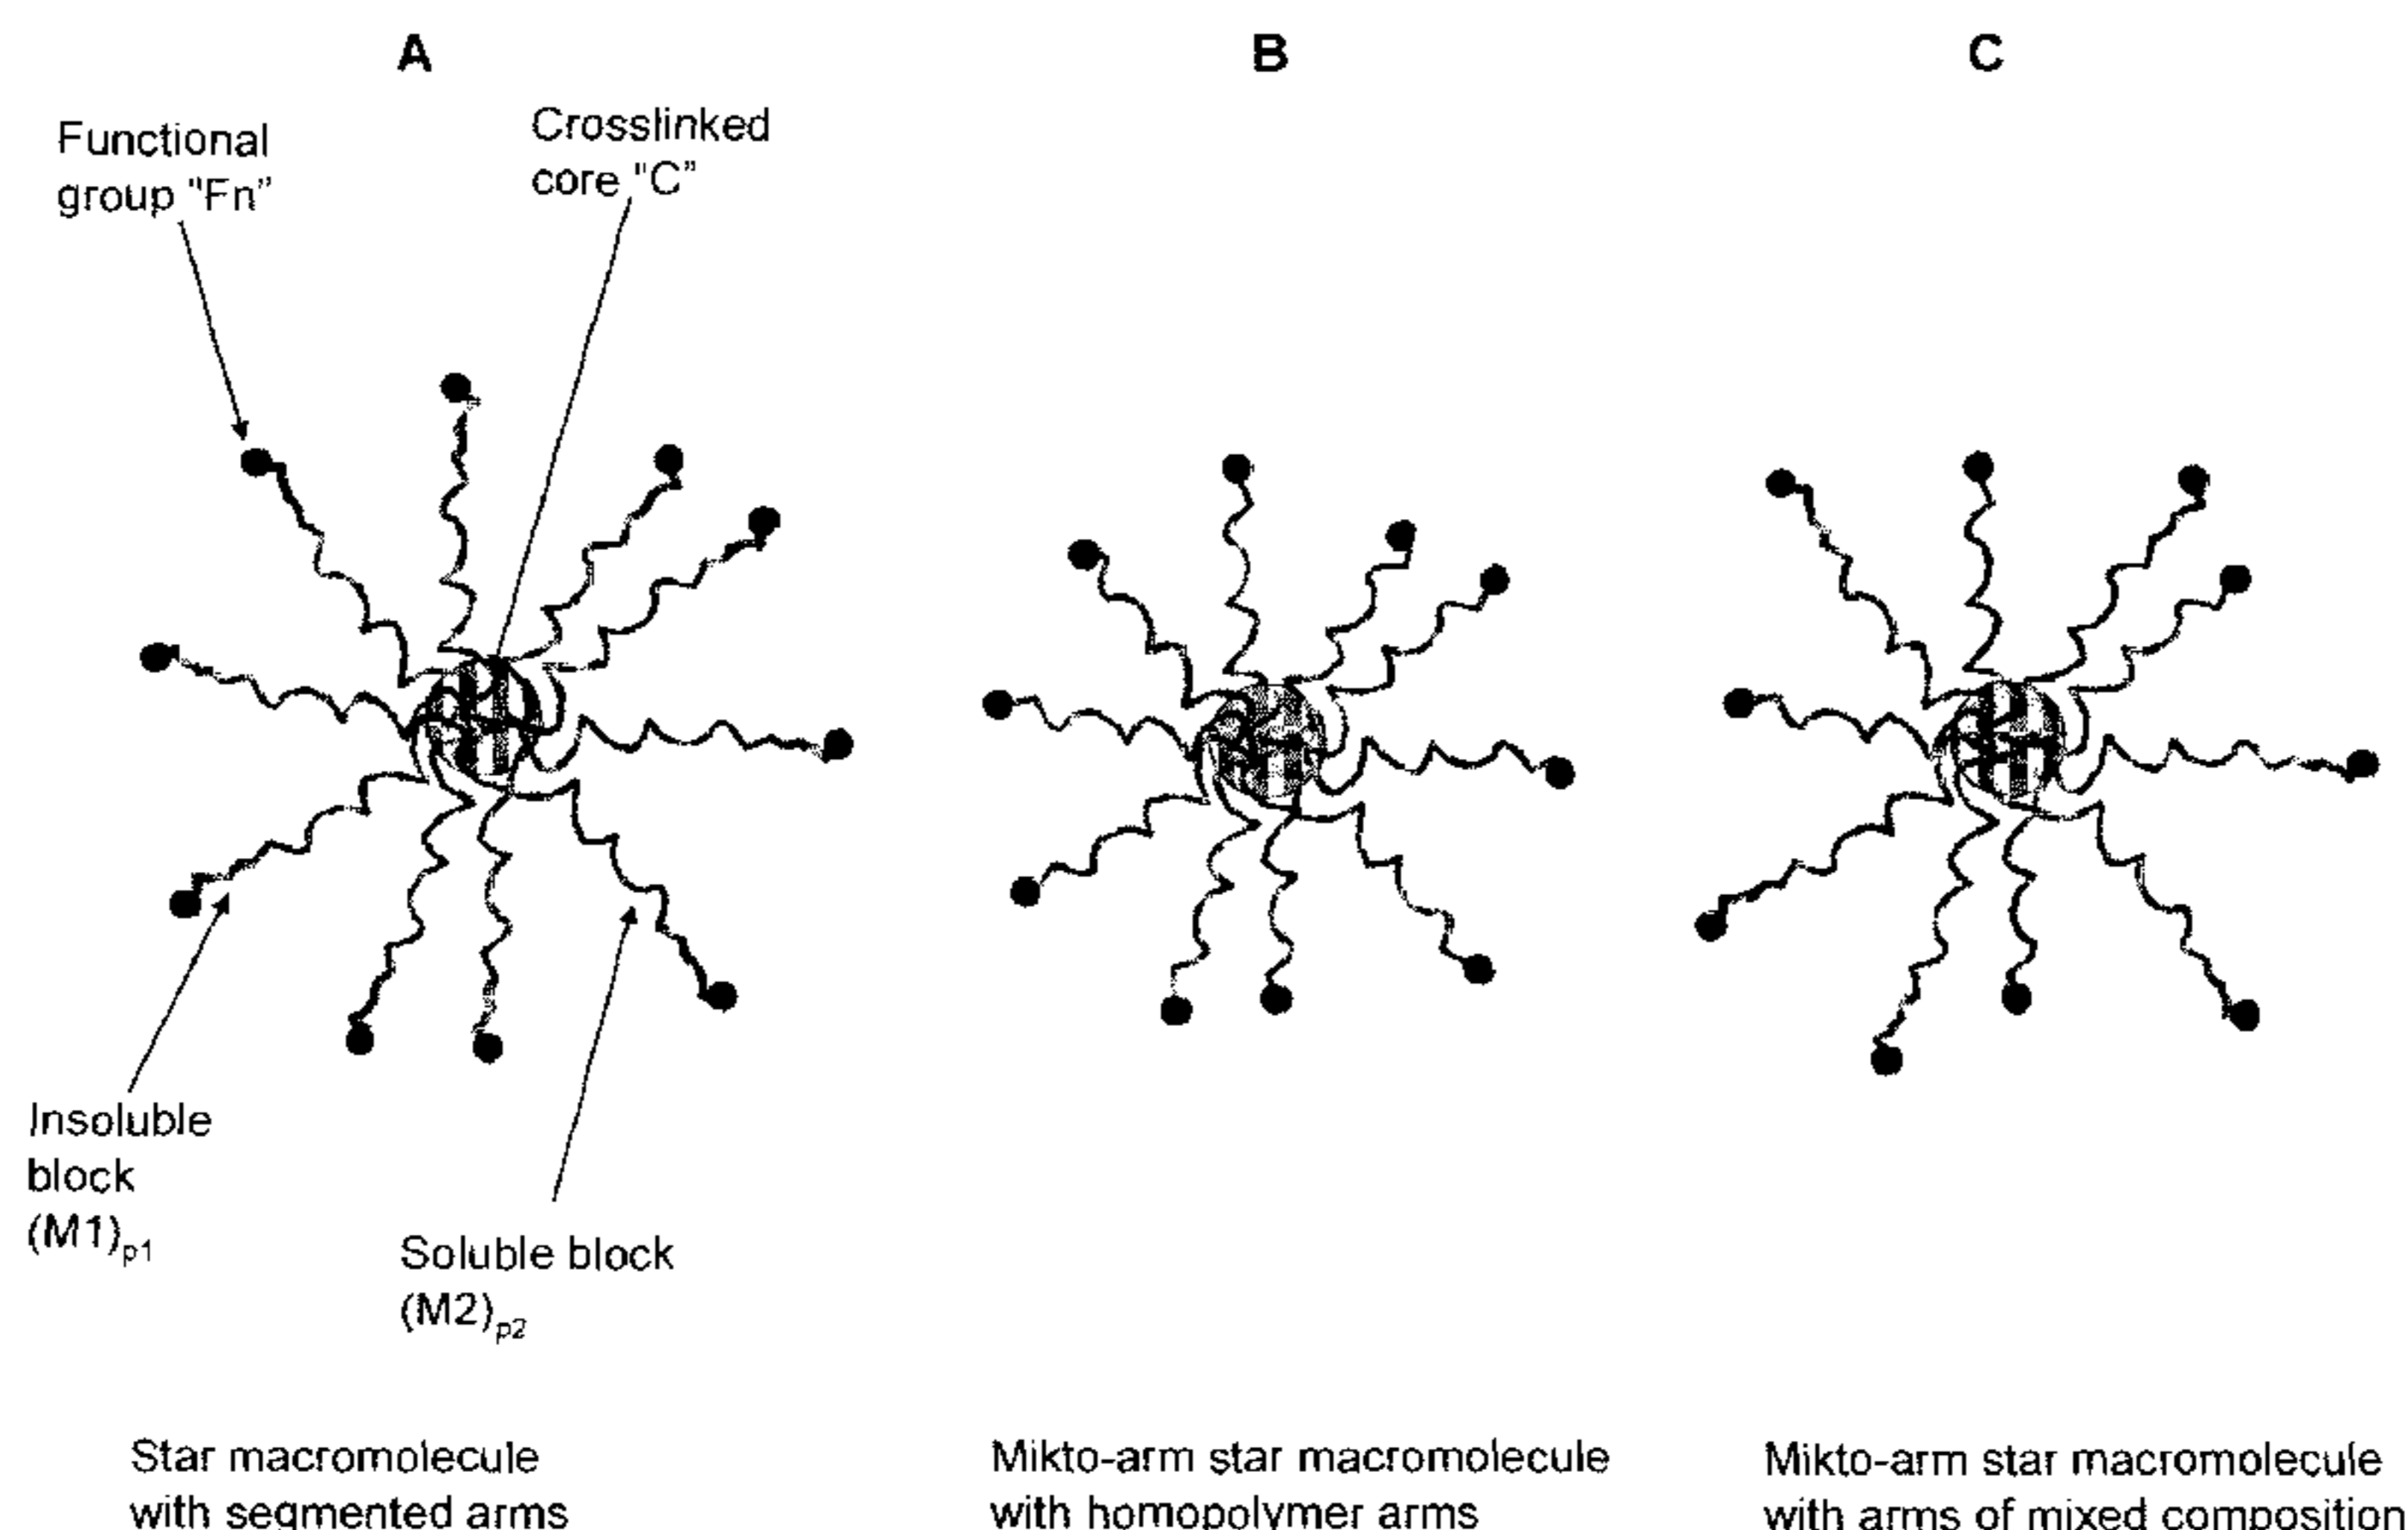 A
B
C
Functional
group "Fn"
Crosslinked
core "C"
Insoluble
block
(M1)p1
Soluble block
(M2)p2
Star macromolecule
with segmented arms
Mikto-arm star macromolecule
with homopolymer arms
Mikto-arm star macromolecule
with arms of mixed composition